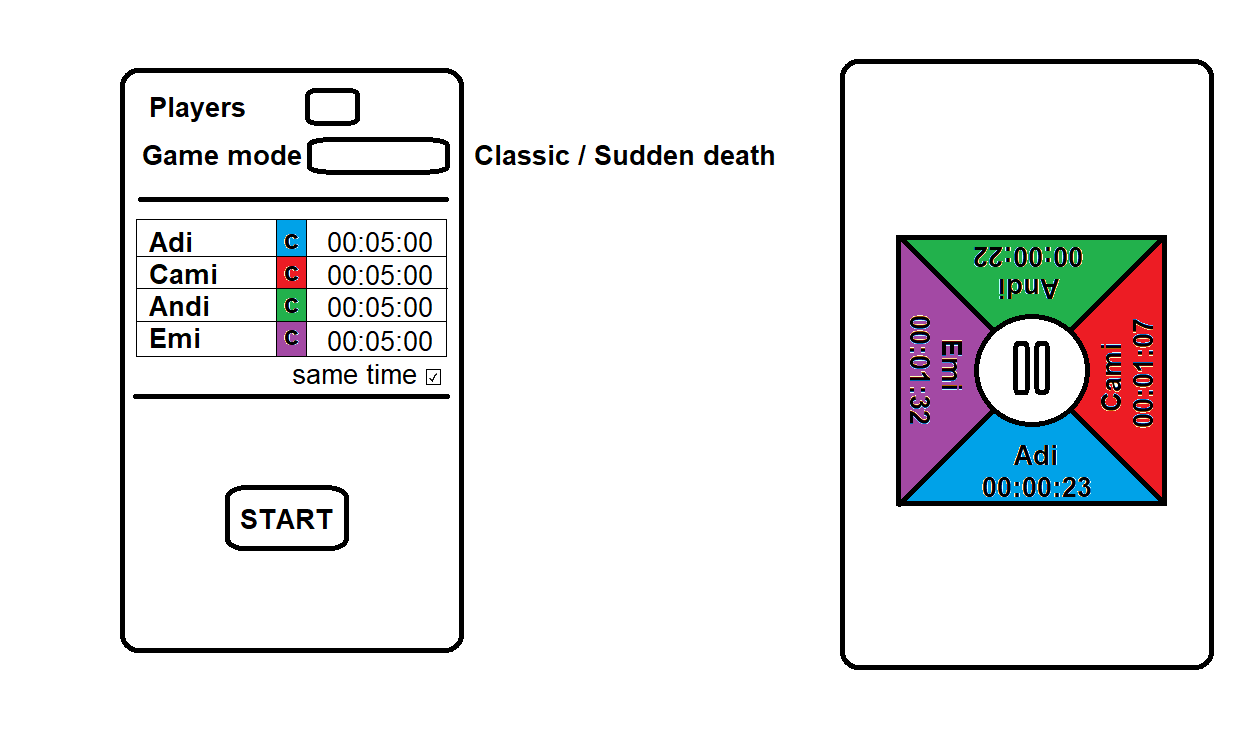 Players
Game mode
Classic / Sudden death
Adi C 00:05:00
Cami C 00:05:00
Andi C 00:05:00
Emi C 00:05:00
same time
START
00:00:22
Andi
Emi
00:01:32
Cami
00:01:07
Adi
00:00:23